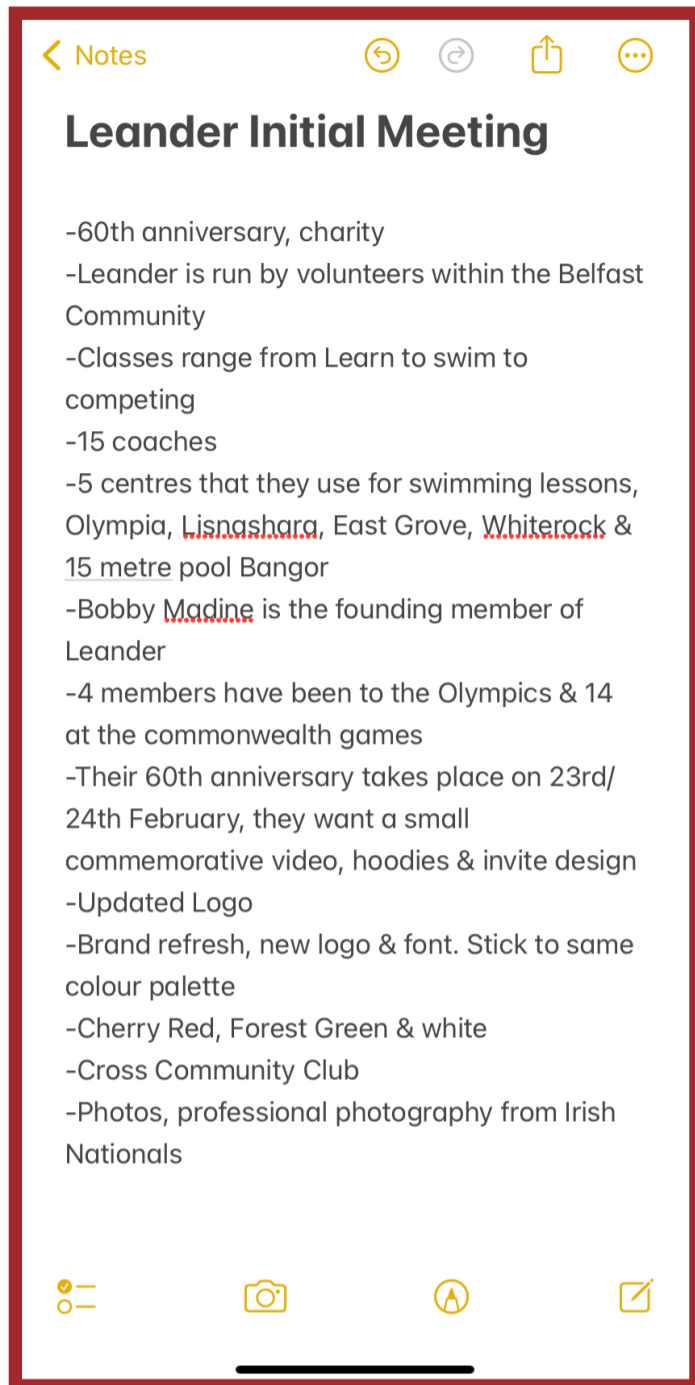 Notes
Leander Initial Meeting
-60th anniversary, charity
-Leander is run by volunteers within the Belfast
Community
-Classes range from Learn to swim to
competing
-15 coaches
-5 centres that they use for swimming lessons,
Olympia, Lisnashara, East Grove, Whiterock &
15 metre pool Bangor
-Bobby Madine is the founding member of
Leander
-4 members have been to the Olympics & 14
at the commonwealth games
-Their 60th anniversary takes place on 23rd/
24th February, they want a small
commemorative video, hoodies & invite design
-Updated Logo
-Brand refresh, new logo & font. Stick to same
colour palette
-Cherry Red, Forest Green & white
-Cross Community Club
-Photos, professional photography from Irish
Nationals